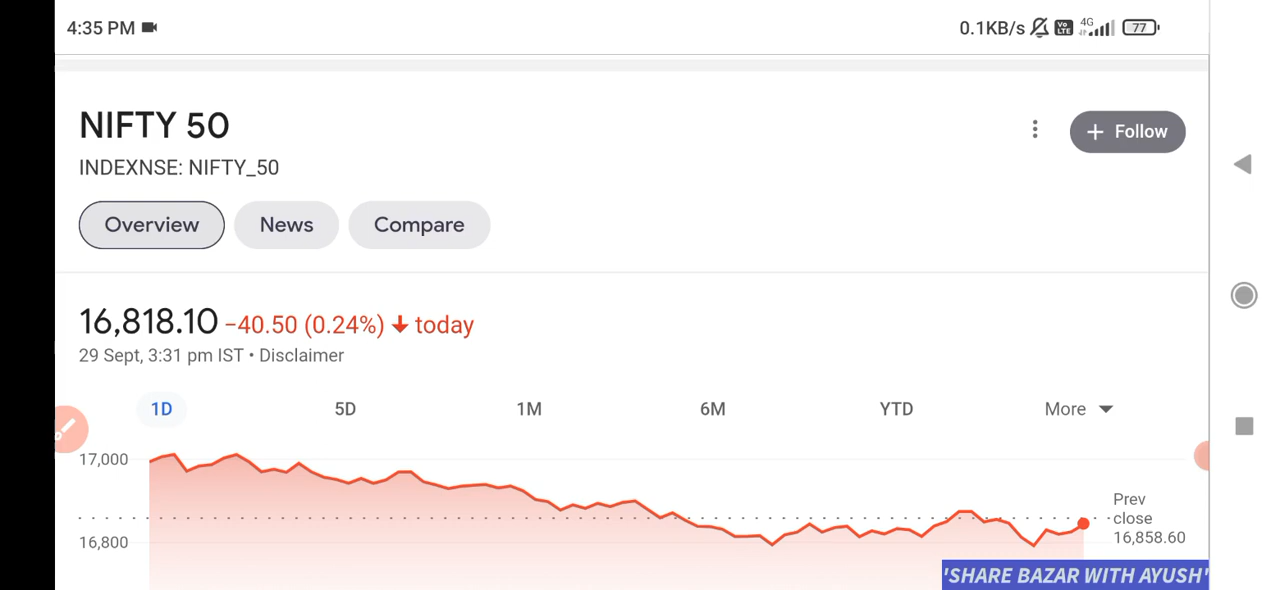 4:35 PM 0.1KB/s Vo LTE 4G 77
NIFTY 50
+ Follow
INDEXNSE: NIFTY_50
Overview News Compare
16,818.10 −40.50 (0.24%) ↓ today
29 Sept, 3:31 pm IST • Disclaimer
1D 5D 1M 6M YTD More
17,000
Prev
close
16,858.60
16,800
'SHARE BAZAR WITH AYUSH'